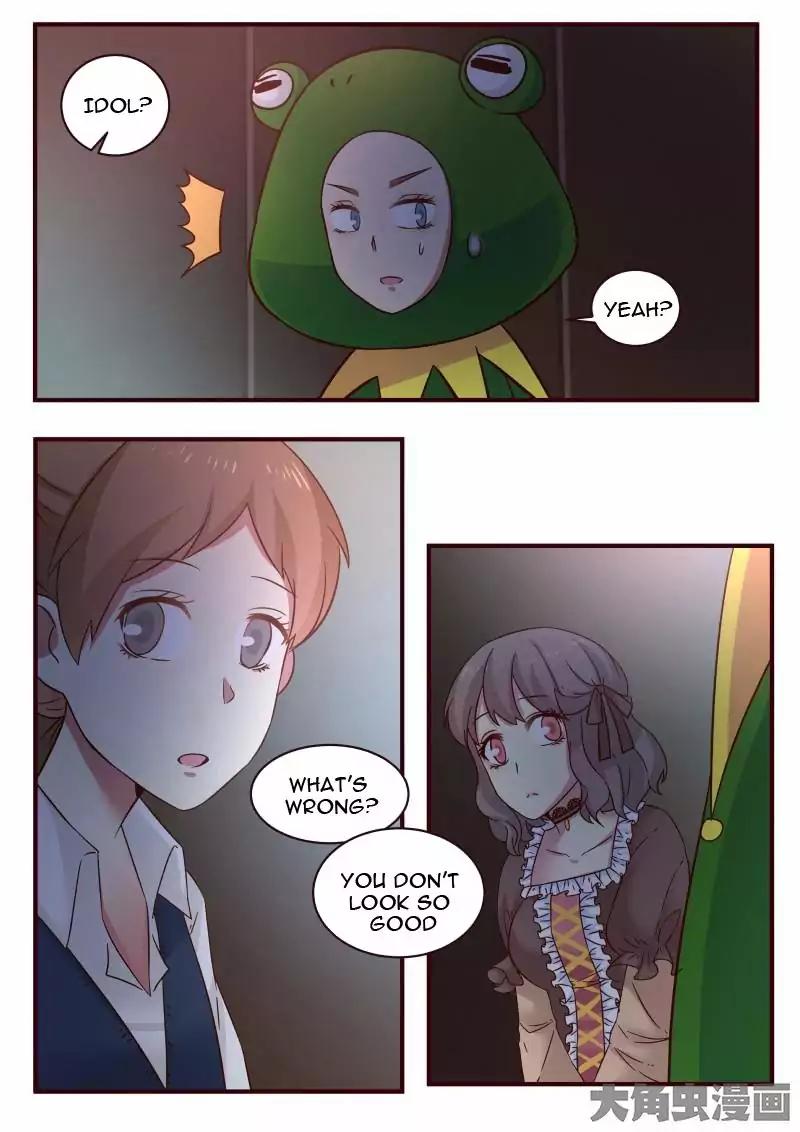 IDOL?
YEAH?
WHAT'S
WRONG?
YOU DON'T
LOOK SO
GOOD
大角虫漫画